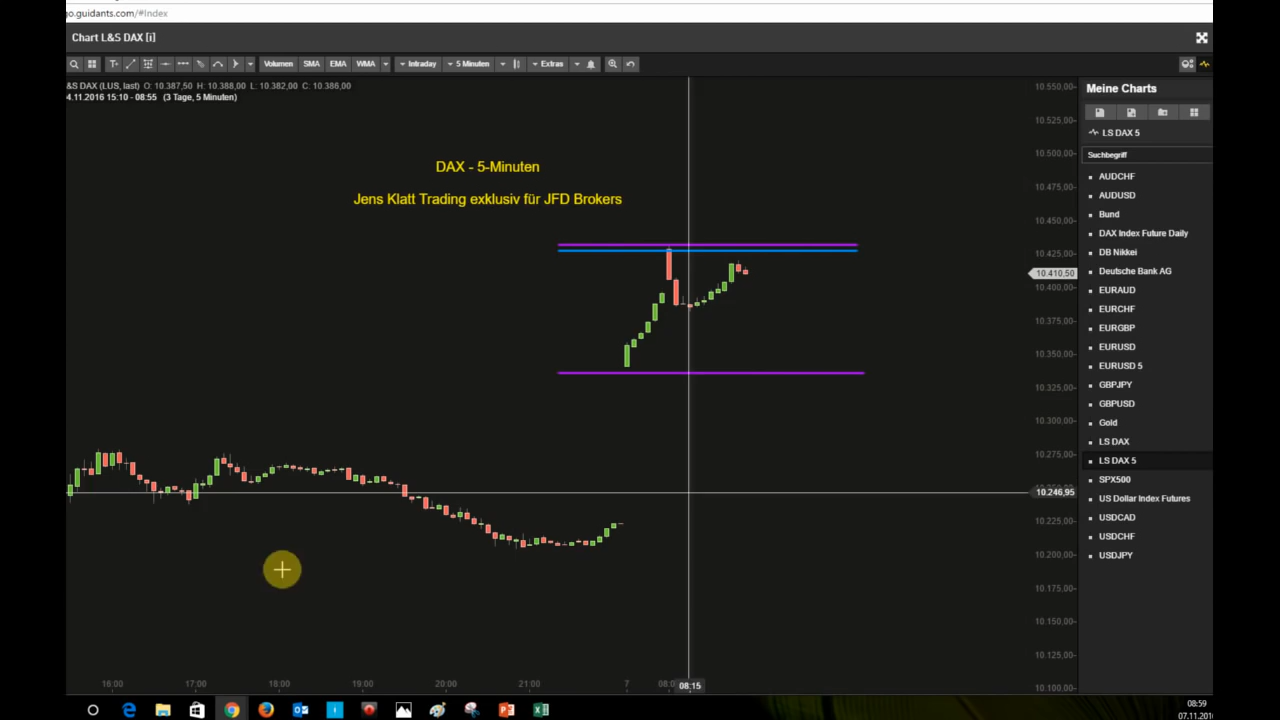 go.guidants.com/#Index
Chart L&S DAX [i]
Volumen SMA EMA WMA Intraday 5 Minuten Extras
&S DAX (LUS, last) O: 10.387,50 H: 10.388,00 L: 10.382,00 C: 10.386,00
4.11.2016 15:10 - 08:55 (3 Tage, 5 Minuten)
DAX - 5-Minuten
Jens Klatt Trading exklusiv für JFD Brokers
10.550,00
10.525,00
10.500,00
10.475,00
10.450,00
10.425,00
10.410,50
10.400,00
10.375,00
10.350,00
10.325,00
10.300,00
10.275,00
10.246,95
10.225,00
10.200,00
10.175,00
10.150,00
10.125,00
10.100,00
16:00 17:00 18:00 19:00 20:00 21:00 7 08:15
Meine Charts
LS DAX 5
Suchbegriff
AUDCHF
AUDUSD
Bund
DAX Index Future Daily
DB Nikkei
Deutsche Bank AG
EURAUD
EURCHF
EURGBP
EURUSD
EURUSD 5
GBPJPY
GBPUSD
Gold
LS DAX
LS DAX 5
SPX500
US Dollar Index Futures
USDCAD
USDCHF
USDJPY
08:59
07.11.201